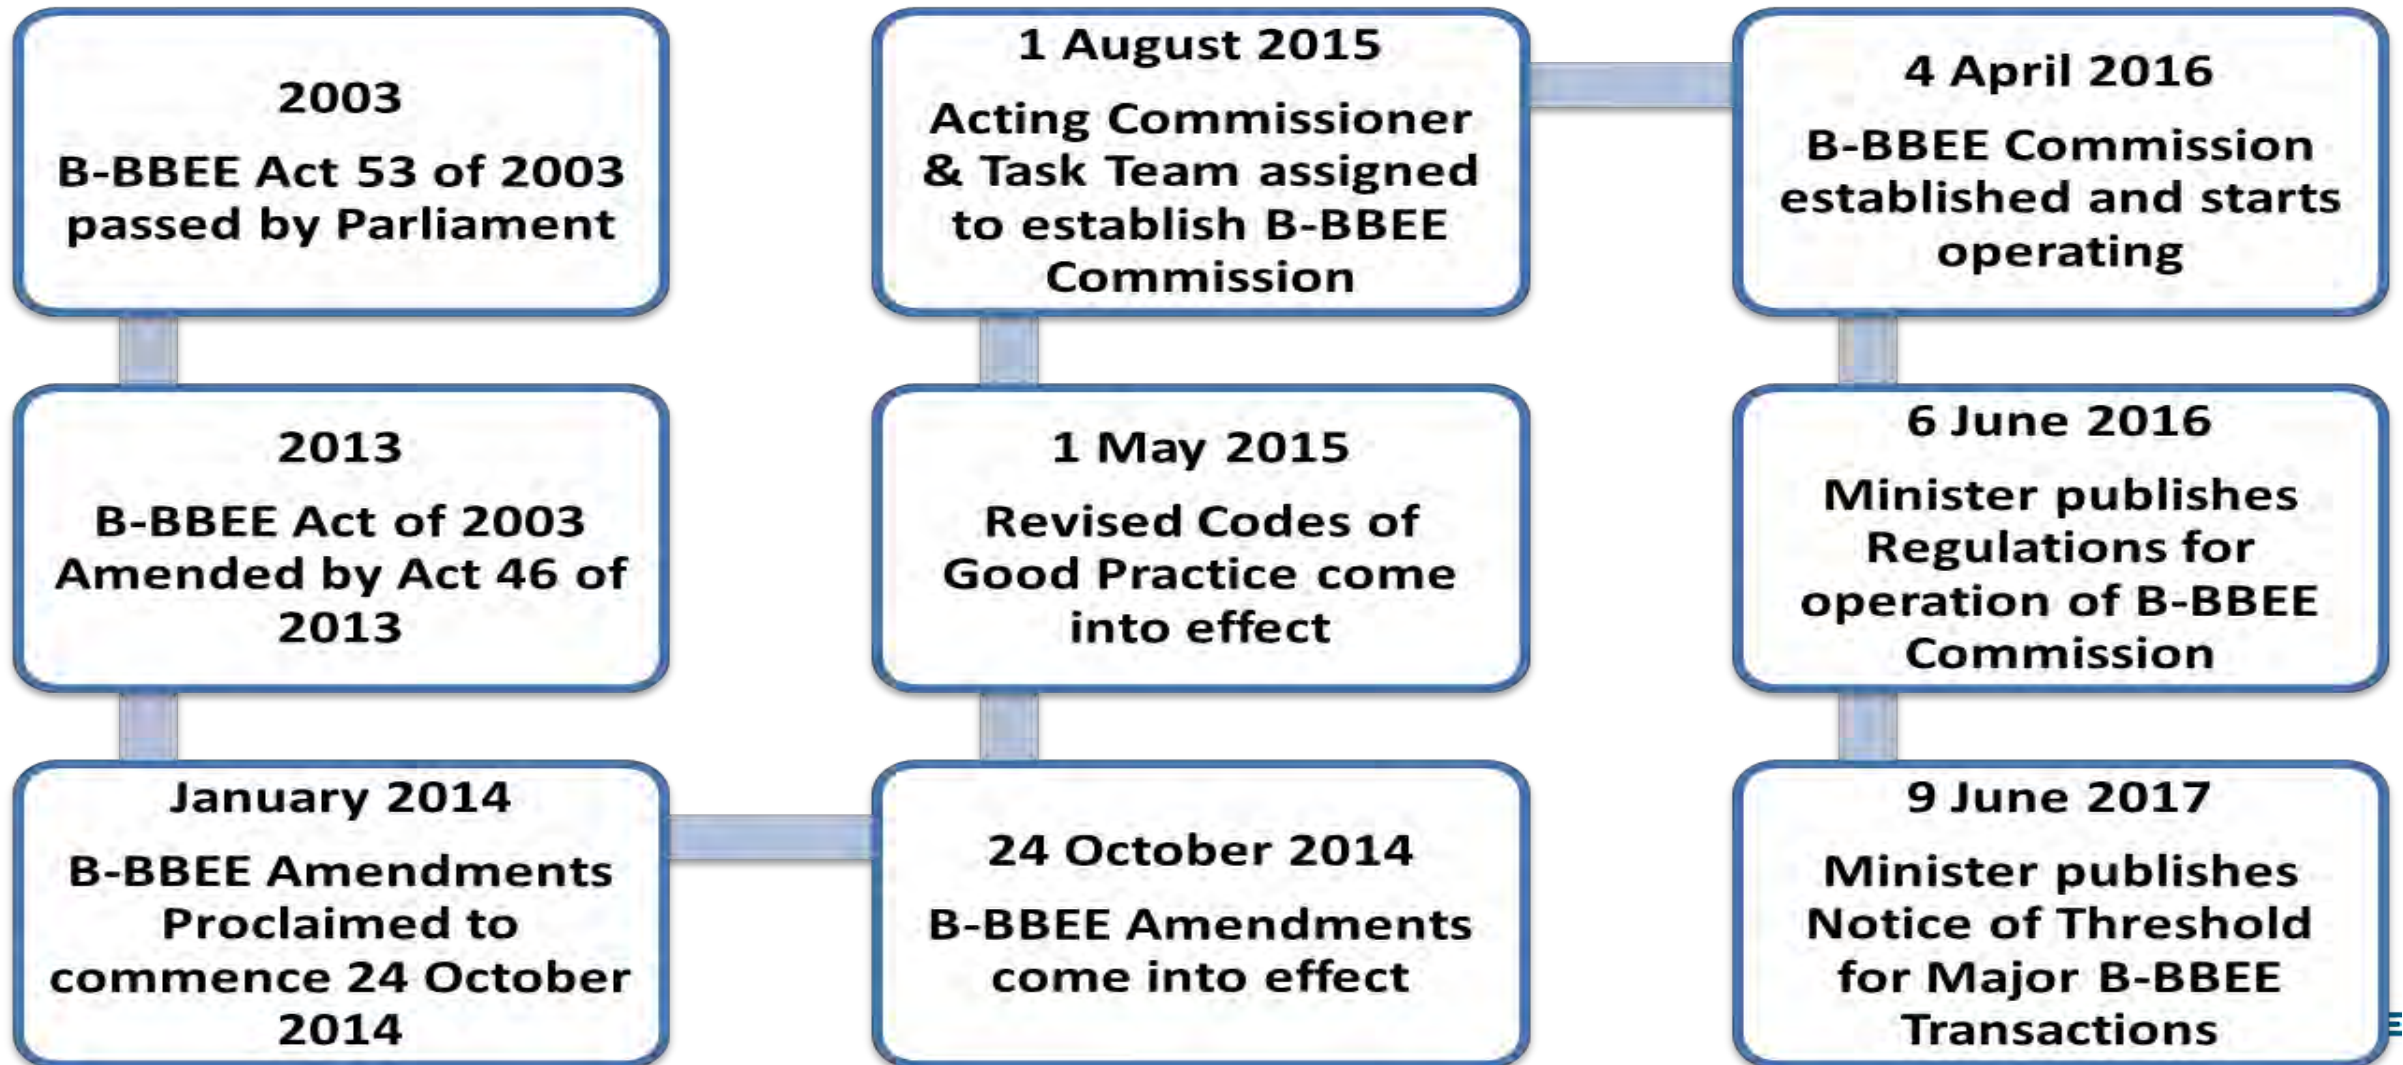 2003
B-BBEE Act 53 of 2003
passed by Parliament
2013
B-BBEE Act of 2003
Amended by Act 46 of
2013
January 2014
B-BBEE Amendments
Proclaimed to
commence 24 October
2014
24 October 2014
B-BBEE Amendments
come into effect
1 May 2015
Revised Codes of
Good Practice come
into effect
1 August 2015
Acting Commissioner
& Task Team assigned
to establish B-BBEE
Commission
4 April 2016
B-BBEE Commission
established and starts
operating
6 June 2016
Minister publishes
Regulations for
operation of B-BBEE
Commission
9 June 2017
Minister publishes
Notice of Threshold
for Major B-BBEE
Transactions